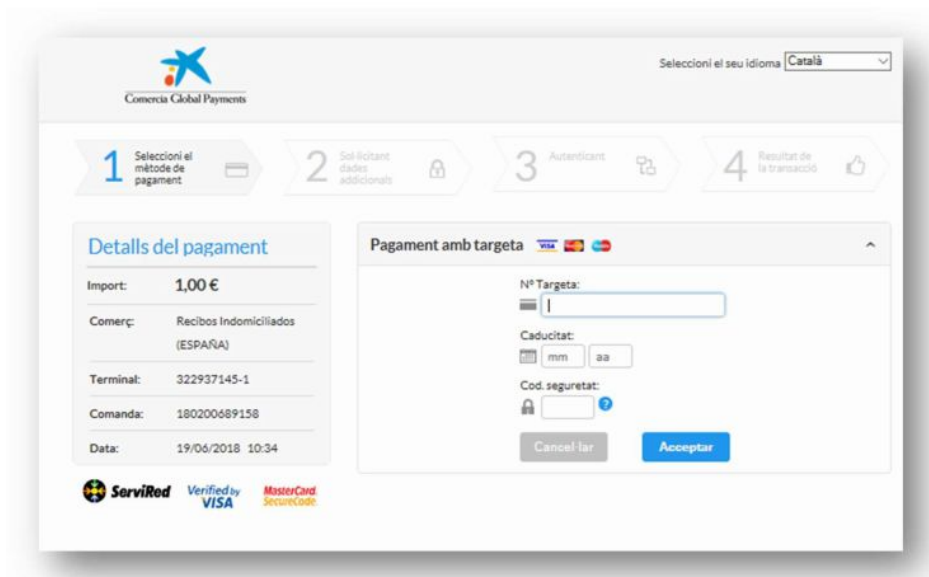 Comercia Global Payments
Seleccioni el seu idioma Català
1 Seleccioni el
mètode de
pagament
2 Sol·licitant
dades
addicionals
3 Autenticant
4 Resultat de
la transacció
Detalls del pagament
Import: 1,00 €
Comerç: Recibos Indomiciliados
(ESPAÑA)
Terminal: 322937145-1
Comanda: 180200689158
Data: 19/06/2018 10:34
ServiRed
Verified by
VISA
MasterCard.
SecureCode.
Pagament amb targeta VISA
Nº Targeta:
Caducitat:
mm aa
Cod. seguretat:
?
Cancel·lar Acceptar